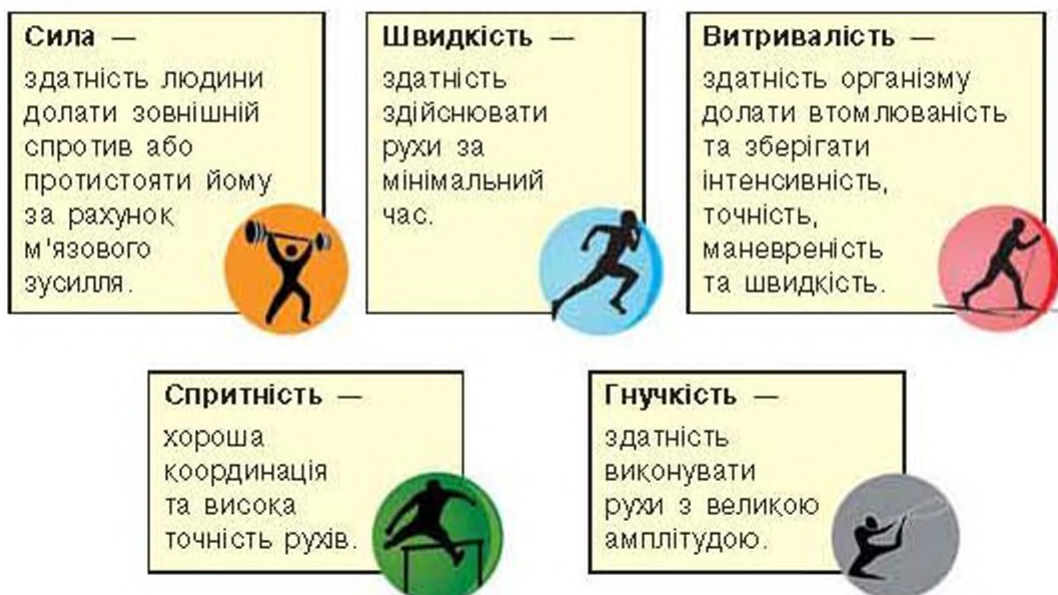 Сила —
здатність людини
долати зовнішній
спротив або
протистояти йому
за рахунок
м'язового
зусилля.
Швидкість —
здатність
здійснювати
рухи за
мінімальний
час.
Витривалість —
здатність організму
долати втомлюваність
та зберігати
інтенсивність,
точність,
маневреність
та швидкість.
Спритність —
хороша
координація
та висока
точність рухів.
Гнучкість —
здатність
виконувати
рухи з великою
амплітудою.